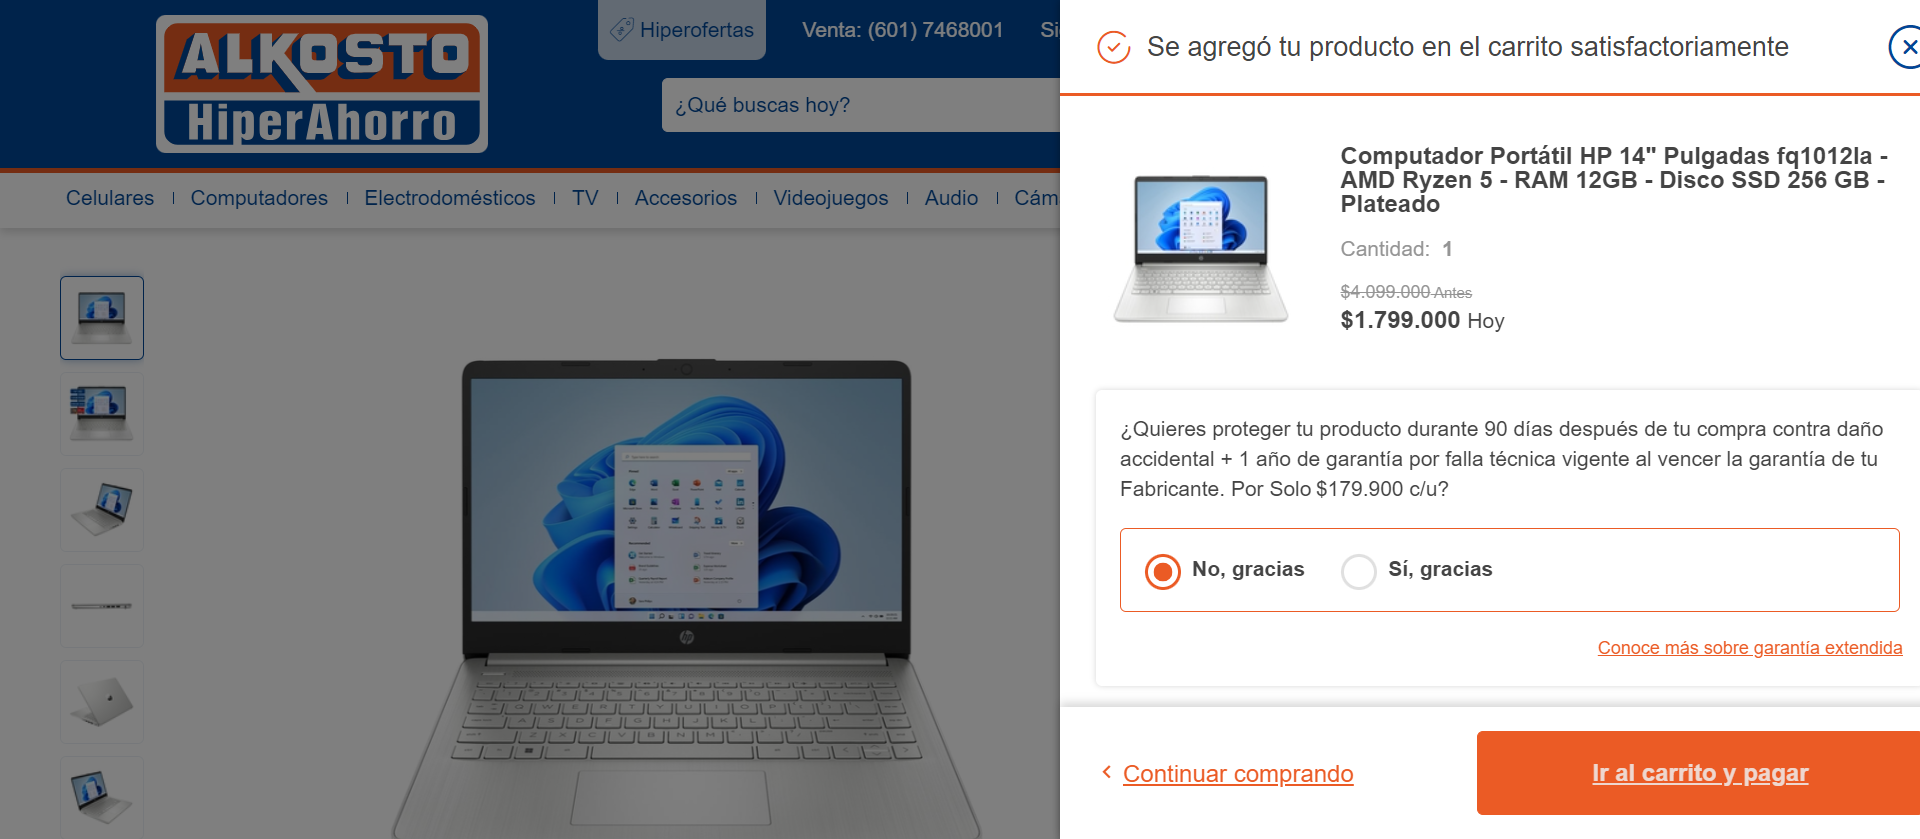 ALKOSTO
HiperAhorro
Hiperofertas
Venta: (601) 7468001
¿Qué buscas hoy?
Celulares
Computadores
Electrodomésticos
TV
Accesorios
Videojuegos
Audio
Se agregó tu producto en el carrito satisfactoriamente
Computador Portátil HP 14" Pulgadas fq1012la -
AMD Ryzen 5 - RAM 12GB - Disco SSD 256 GB -
Plateado
Cantidad: 1
$4.099.000 Antes
$1.799.000 Hoy
¿Quieres proteger tu producto durante 90 días después de tu compra contra daño
accidental + 1 año de garantía por falla técnica vigente al vencer la garantía de tu
Fabricante. Por Solo $179.900 c/u?
No, gracias
Sí, gracias
Conoce más sobre garantía extendida
Continuar comprando
Ir al carrito y pagar